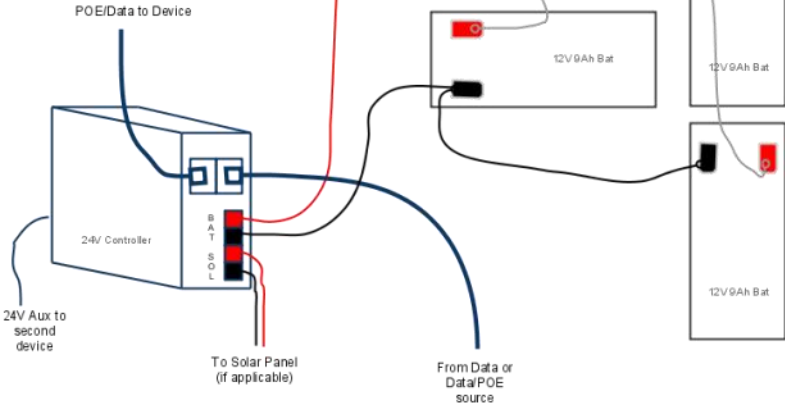 POE/Data to Device
12V 9Ah Bat
12V 9Ah Bat
B
A
T
24V Controller
S
O
L
12V 9Ah Bat
24V Aux to
second
device
To Solar Panel
(if applicable)
From Data or
Data/POE
source